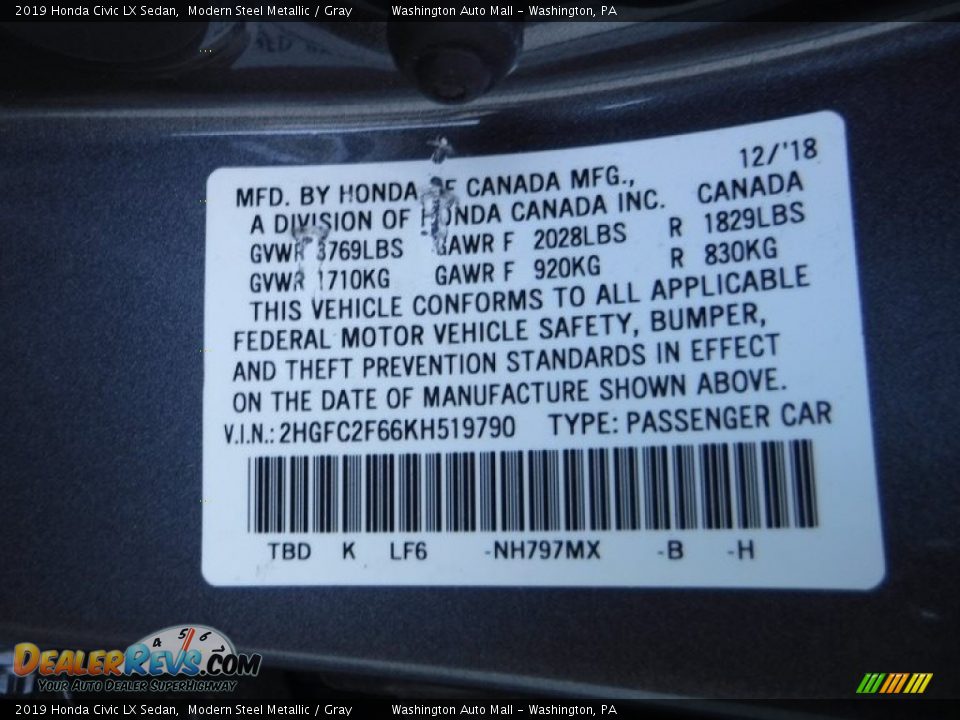 2019 Honda Civic LX Sedan, Modern Steel Metallic / Gray Washington Auto Mall - Washington, PA
12/'18
MFD. BY HONDA OF CANADA MFG.,
A DIVISION OF HONDA CANADA INC. CANADA
GVWR 3769LBS GAWR F 2028LBS R 1829LBS
GVWR 1710KG GAWR F 920KG R 830KG
THIS VEHICLE CONFORMS TO ALL APPLICABLE
FEDERAL MOTOR VEHICLE SAFETY, BUMPER,
AND THEFT PREVENTION STANDARDS IN EFFECT
ON THE DATE OF MANUFACTURE SHOWN ABOVE.
V.I.N.: 2HGFC2F66KH519790 TYPE: PASSENGER CAR
TBD K LF6 -NH797MX -B -H
4 5 6
DEALERREVS.COM
YOUR AUTO DEALER SUPERHIGHWAY
2019 Honda Civic LX Sedan, Modern Steel Metallic / Gray Washington Auto Mall - Washington, PA